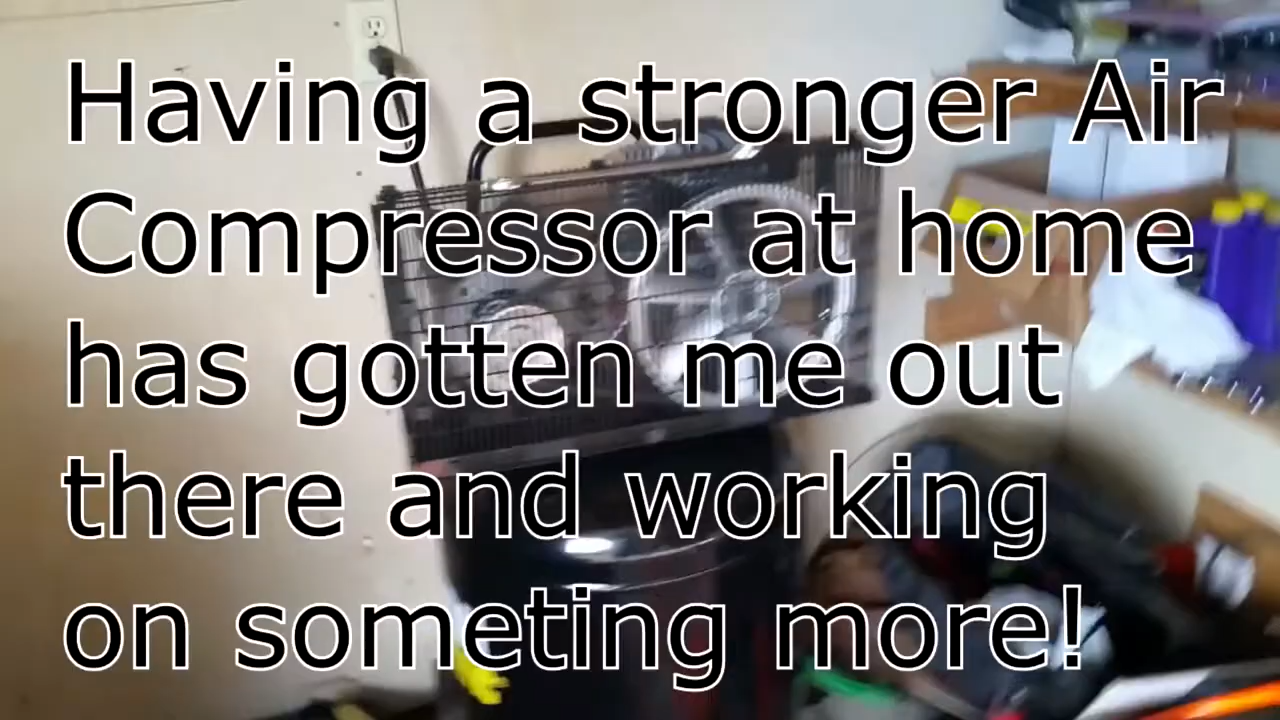 Having a stronger Air
Compressor at home
has gotten me out
there and working
on someting more!